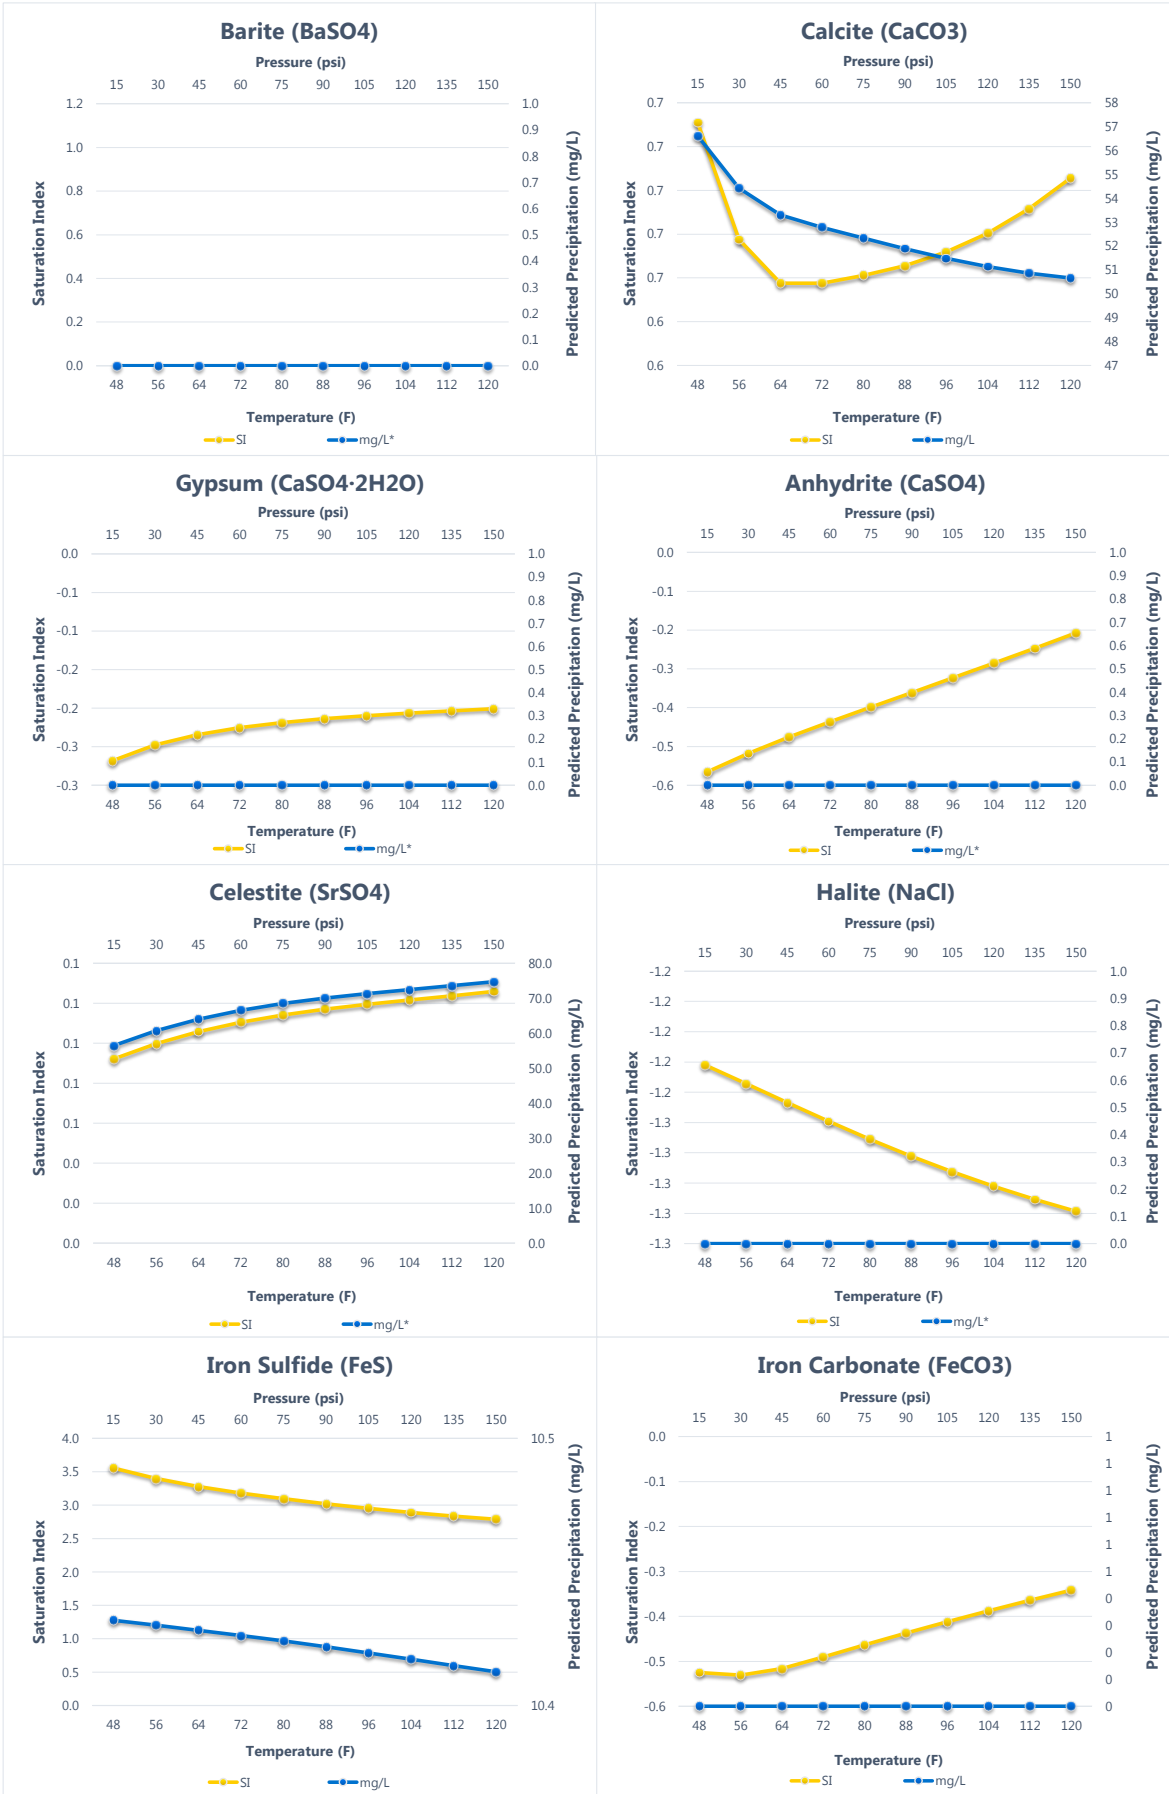 Barite (BaSO4)
Pressure (psi)
15 30 45 60 75 90 105 120 135 150
1.2
1.0
0.8
0.6
0.4
0.2
0.0
Saturation Index
1.0
0.9
0.8
0.7
0.6
0.5
0.4
0.3
0.2
0.1
0.0
Predicted Precipitation (mg/L)
48 56 64 72 80 88 96 104 112 120
Temperature (F)
SI mg/L*
Calcite (CaCO3)
Pressure (psi)
15 30 45 60 75 90 105 120 135 150
0.7
0.7
0.7
0.7
0.7
0.6
0.6
Saturation Index
58
57
56
55
54
53
52
51
50
49
48
47
Predicted Precipitation (mg/L)
48 56 64 72 80 88 96 104 112 120
Temperature (F)
SI mg/L
Gypsum (CaSO4·2H2O)
Pressure (psi)
15 30 45 60 75 90 105 120 135 150
0.0
-0.1
-0.1
-0.2
-0.2
-0.3
-0.3
Saturation Index
1.0
0.9
0.8
0.7
0.6
0.5
0.4
0.3
0.2
0.1
0.0
Predicted Precipitation (mg/L)
48 56 64 72 80 88 96 104 112 120
Temperature (F)
SI mg/L*
Anhydrite (CaSO4)
Pressure (psi)
15 30 45 60 75 90 105 120 135 150
0.0
-0.1
-0.2
-0.3
-0.4
-0.5
-0.6
Saturation Index
1.0
0.9
0.8
0.7
0.6
0.5
0.4
0.3
0.2
0.1
0.0
Predicted Precipitation (mg/L)
48 56 64 72 80 88 96 104 112 120
Temperature (F)
SI mg/L*
Celestite (SrSO4)
Pressure (psi)
15 30 45 60 75 90 105 120 135 150
0.1
0.1
0.1
0.1
0.1
0.0
0.0
0.0
Saturation Index
80.0
70.0
60.0
50.0
40.0
30.0
20.0
10.0
0.0
Predicted Precipitation (mg/L)
48 56 64 72 80 88 96 104 112 120
Temperature (F)
SI mg/L*
Halite (NaCl)
Pressure (psi)
15 30 45 60 75 90 105 120 135 150
-1.2
-1.2
-1.2
-1.2
-1.2
-1.3
-1.3
-1.3
-1.3
-1.3
Saturation Index
1.0
0.9
0.8
0.7
0.6
0.5
0.4
0.3
0.2
0.1
0.0
Predicted Precipitation (mg/L)
48 56 64 72 80 88 96 104 112 120
Temperature (F)
SI mg/L*
Iron Sulfide (FeS)
Pressure (psi)
15 30 45 60 75 90 105 120 135 150
4.0
3.5
3.0
2.5
2.0
1.5
1.0
0.5
0.0
Saturation Index
10.5
10.4
Predicted Precipitation (mg/L)
48 56 64 72 80 88 96 104 112 120
Temperature (F)
SI mg/L
Iron Carbonate (FeCO3)
Pressure (psi)
15 30 45 60 75 90 105 120 135 150
0.0
-0.1
-0.2
-0.3
-0.4
-0.5
-0.6
Saturation Index
1
1
1
1
1
0
0
0
0
0
Predicted Precipitation (mg/L)
48 56 64 72 80 88 96 104 112 120
Temperature (F)
SI mg/L